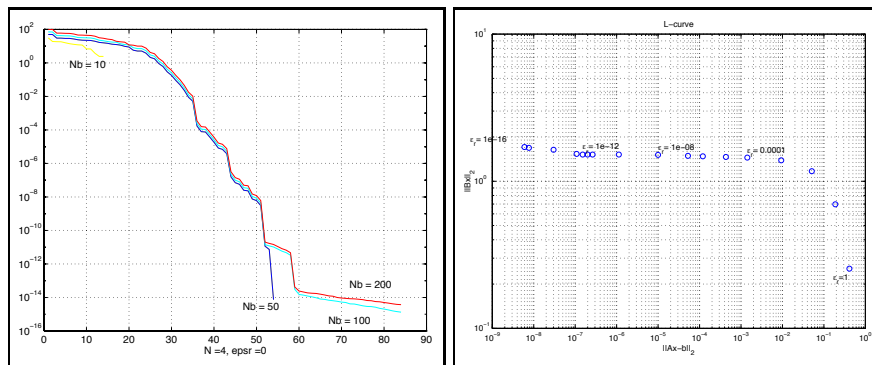 10^2
10^0
10^-2
10^-4
10^-6
10^-8
10^-10
10^-12
10^-14
10^-16
0 10 20 30 40 50 60 70 80 90
Nb = 10
Nb = 200
Nb = 50
Nb = 100
N =4, epsr =0
L-curve
10^1
10^0
10^-1
||Bx||_2
ε_r = 1e-16
ε_r = 1e-12
ε_r = 1e-08
ε_r = 0.0001
ε_r=1
10^-9 10^-8 10^-7 10^-6 10^-5 10^-4 10^-3 10^-2 10^-1 10^0
||Ax-b||_2